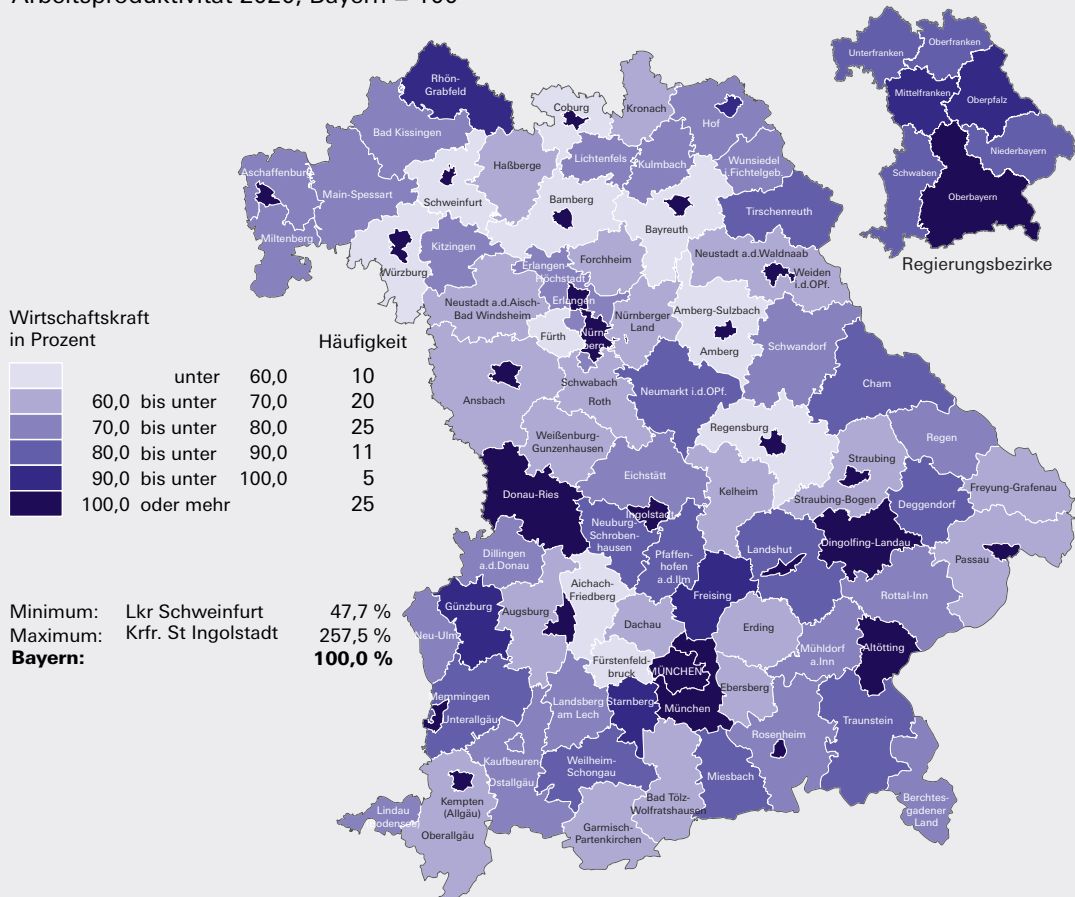 Arbeitsproduktivität 2020, Bayern = 100
Unterfranken
Oberfranken
Mittelfranken
Oberpfalz
Niederbayern
Schwaben
Oberbayern
Regierungsbezirke
Rhön-
Grabfeld
Coburg
Kronach
Hof
Bad Kissingen
Lichtenfels
Kulmbach
Wunsiedel
i.Fichtelgeb.
Haßberge
Aschaffenburg
Main-Spessart
Schweinfurt
Bamberg
Bayreuth
Tirschenreuth
Miltenberg
Würzburg
Kitzingen
Erlangen-
Höchstadt
Forchheim
Neustadt a.d.Waldnaab
Weiden
i.d.OPf.
Neustadt a.d.Aisch-
Bad Windsheim
Erlangen
Fürth
Nürn-
berg
Nürnberger
Land
Amberg-Sulzbach
Amberg
Schwandorf
Ansbach
Schwabach
Roth
Neumarkt i.d.OPf.
Cham
Weißenburg-
Gunzenhausen
Regensburg
Regen
Straubing
Straubing-Bogen
Freyung-Grafenau
Eichstätt
Kelheim
Deggendorf
Donau-Ries
Ingolstadt
Neuburg-
Schroben-
hausen
Pfaffen-
hofen
a.d.Ilm
Landshut
Dingolfing-Landau
Passau
Dillingen
a.d.Donau
Aichach-
Friedberg
Freising
Rottal-Inn
Günzburg
Augsburg
Dachau
Erding
Neu-Ulm
Mühldorf
a.Inn
Altötting
Fürstenfeld-
bruck
MÜNCHEN
München
Ebersberg
Memmingen
Unterallgäu
Landsberg
am Lech
Starnberg
Rosenheim
Traunstein
Kaufbeuren
Ostallgäu
Weilheim-
Schongau
Miesbach
Bad Tölz-
Wolfratshausen
Berchtes-
gadener
Land
Lindau
(Bodensee)
Kempten
(Allgäu)
Oberallgäu
Garmisch-
Partenkirchen
Wirtschaftskraft
in Prozent Häufigkeit
unter 60,0 10
60,0 bis unter 70,0 20
70,0 bis unter 80,0 25
80,0 bis unter 90,0 11
90,0 bis unter 100,0 5
100,0 oder mehr 25
Minimum: Lkr Schweinfurt 47,7 %
Maximum: Krfr. St Ingolstadt 257,5 %
Bayern: 100,0 %